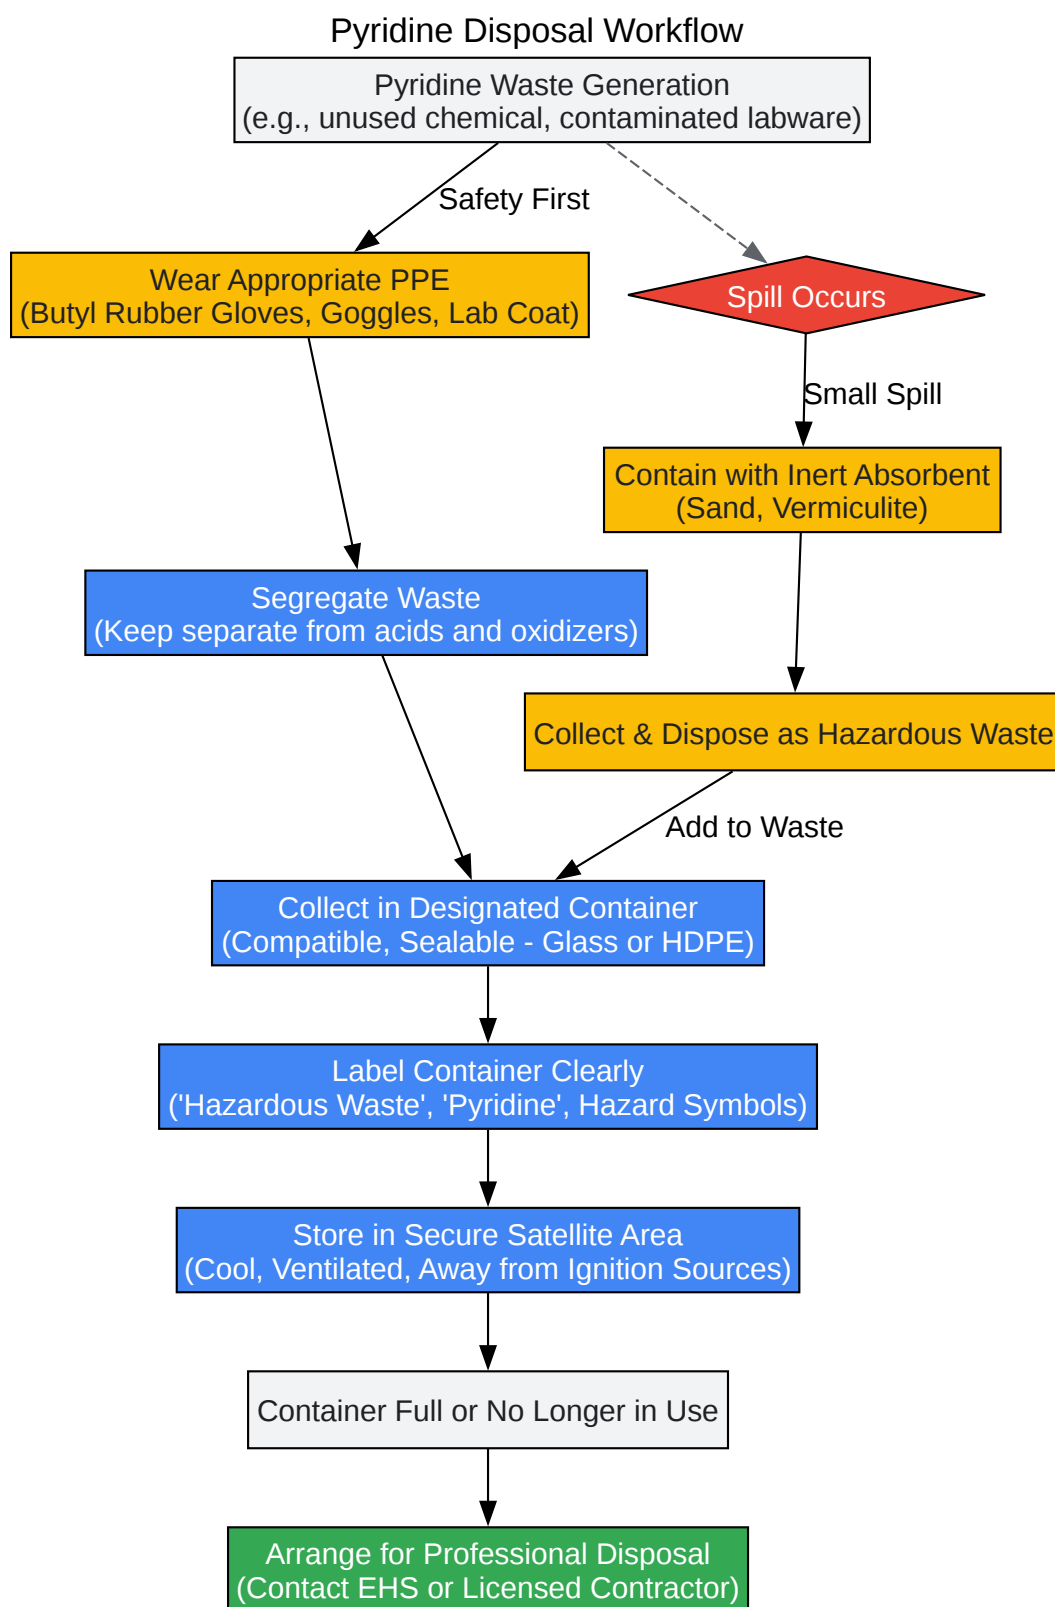 Pyridine Disposal Workflow
Pyridine Waste Generation
(e.g., unused chemical, contaminated labware)
Safety First
Wear Appropriate PPE
(Butyl Rubber Gloves, Goggles, Lab Coat)
Spill Occurs
Small Spill
Contain with Inert Absorbent
(Sand, Vermiculite)
Segregate Waste
(Keep separate from acids and oxidizers)
Collect & Dispose as Hazardous Waste
Add to Waste
Collect in Designated Container
(Compatible, Sealable - Glass or HDPE)
Label Container Clearly
('Hazardous Waste', 'Pyridine', Hazard Symbols)
Store in Secure Satellite Area
(Cool, Ventilated, Away from Ignition Sources)
Container Full or No Longer in Use
Arrange for Professional Disposal
(Contact EHS or Licensed Contractor)